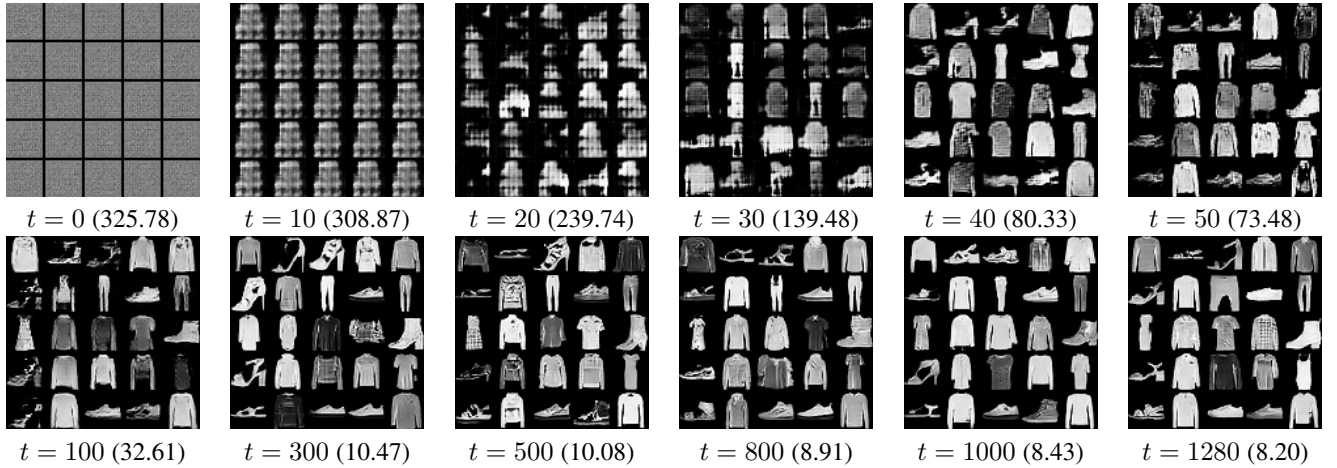 t = 0 (325.78) t = 10 (308.87) t = 20 (239.74) t = 30 (139.48) t = 40 (80.33) t = 50 (73.48)
t = 100 (32.61) t = 300 (10.47) t = 500 (10.08) t = 800 (8.91) t = 1000 (8.43) t = 1280 (8.20)